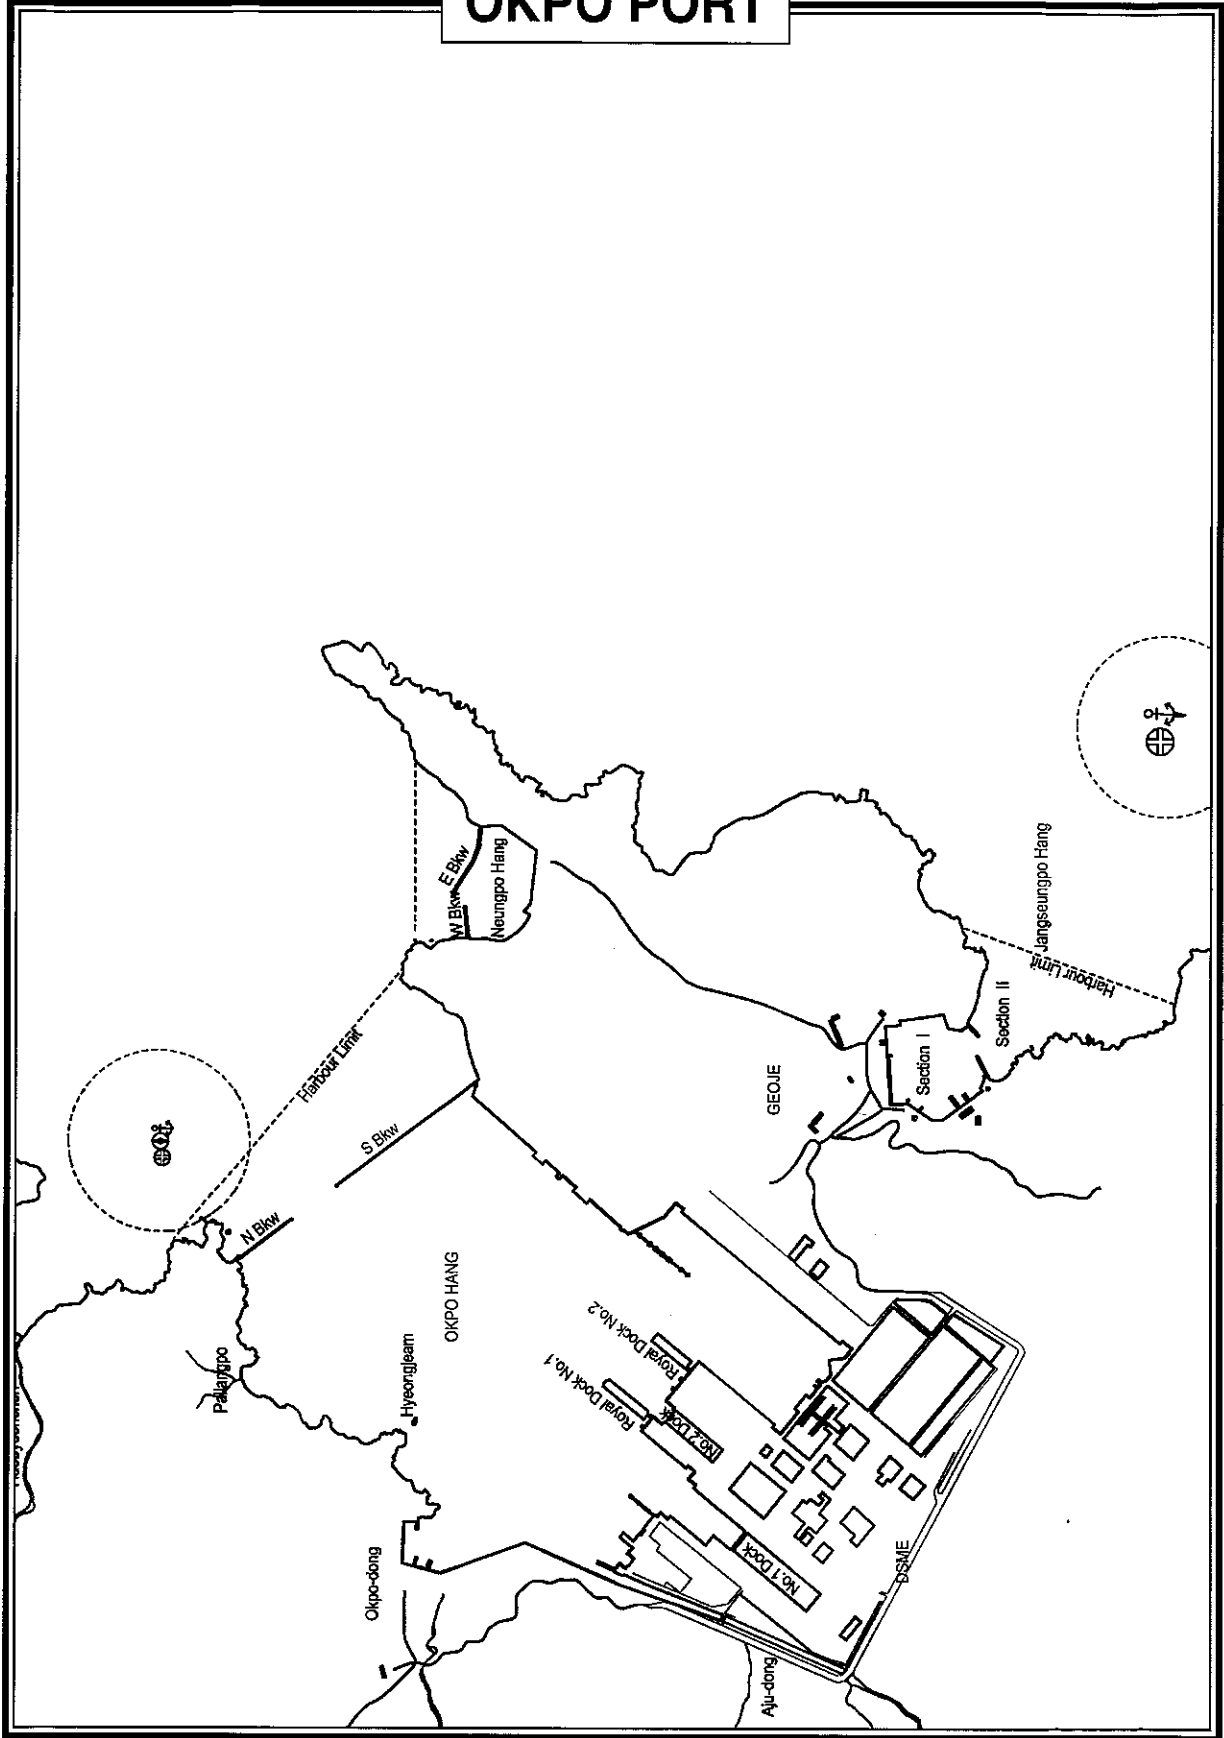 OKPO PORT
Harbour Limit
N Bkw
S Bkw
W Bkw
E Bkw
Neungpo Hang
Pallangpo
Hyeongjeam
OKPO HANG
Okpo-dong
Royal Dock No.1
Royal Dock No.2
No.2 Dock
No.1 Dock
DSME
Aju-dong
GEOJE
Section I
Section II
Harbour Limit
Jangseungpo Hang